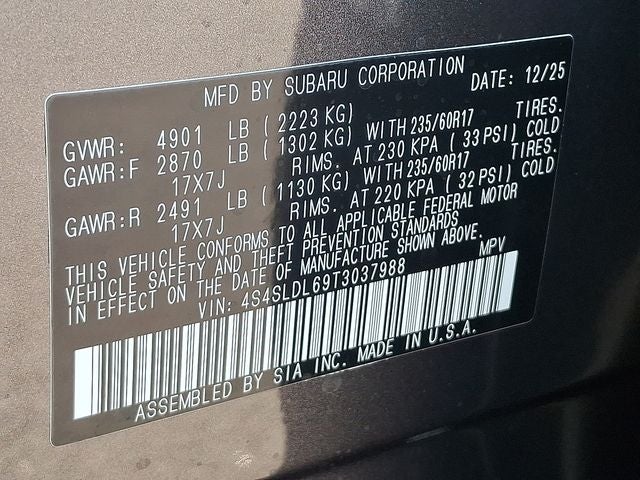 MFD BY SUBARU CORPORATION DATE: 12/25
GVWR: 4901 LB ( 2223 KG)
GAWR:F 2870 LB ( 1302 KG) WITH 235/60R17 TIRES.
17X7J RIMS. AT 230 KPA ( 33 PSI) COLD
GAWR:R 2491 LB ( 1130 KG) WITH 235/60R17 TIRES.
17X7J RIMS. AT 220 KPA ( 32 PSI) COLD
THIS VEHICLE CONFORMS TO ALL APPLICABLE FEDERAL MOTOR
VEHICLE SAFETY AND THEFT PREVENTION STANDARDS
IN EFFECT ON THE DATE OF MANUFACTURE SHOWN ABOVE.
VIN: 4S4SLDL69T3037988 MPV
ASSEMBLED BY SIA INC. MADE IN U.S.A.